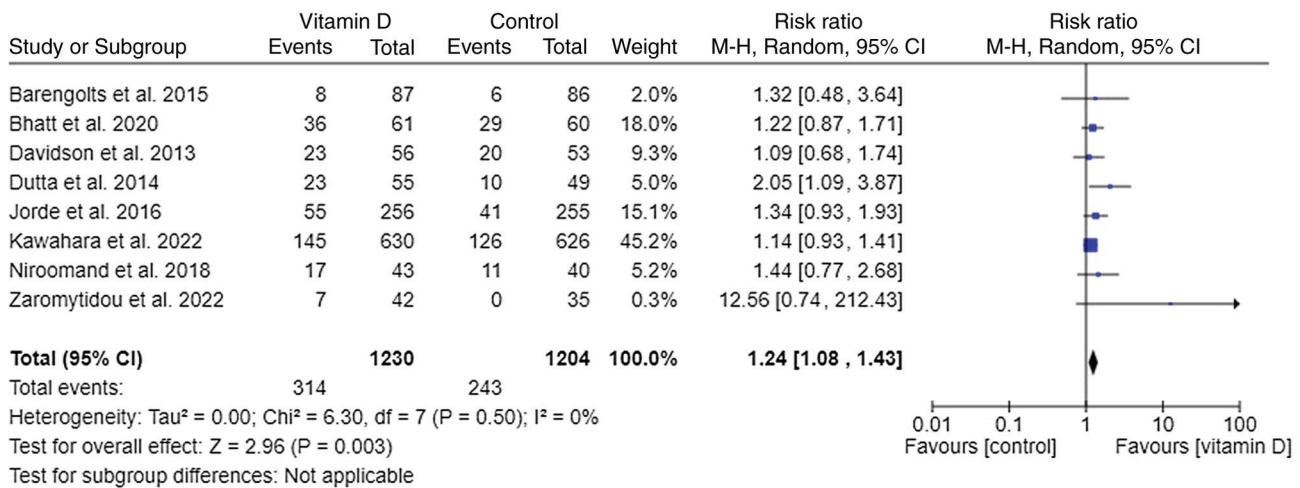 Vitamin D Control Risk ratio Risk ratio
Study or Subgroup Events Total Events Total Weight M-H, Random, 95% CI M-H, Random, 95% CI
Barengolts et al. 2015 8 87 6 86 2.0% 1.32 [0.48 , 3.64]
Bhatt et al. 2020 36 61 29 60 18.0% 1.22 [0.87 , 1.71]
Davidson et al. 2013 23 56 20 53 9.3% 1.09 [0.68 , 1.74]
Dutta et al. 2014 23 55 10 49 5.0% 2.05 [1.09 , 3.87]
Jorde et al. 2016 55 256 41 255 15.1% 1.34 [0.93 , 1.93]
Kawahara et al. 2022 145 630 126 626 45.2% 1.14 [0.93 , 1.41]
Niroomand et al. 2018 17 43 11 40 5.2% 1.44 [0.77 , 2.68]
Zaromytidou et al. 2022 7 42 0 35 0.3% 12.56 [0.74 , 212.43]
Total (95% CI) 1230 1204 100.0% 1.24 [1.08 , 1.43]
Total events: 314 243
Heterogeneity: Tau² = 0.00; Chi² = 6.30, df = 7 (P = 0.50); I² = 0%
Test for overall effect: Z = 2.96 (P = 0.003)
Test for subgroup differences: Not applicable
0.01 0.1 1 10 100
Favours [control] Favours [vitamin D]